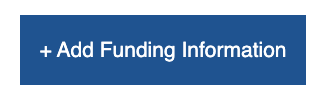 + Add Funding Information